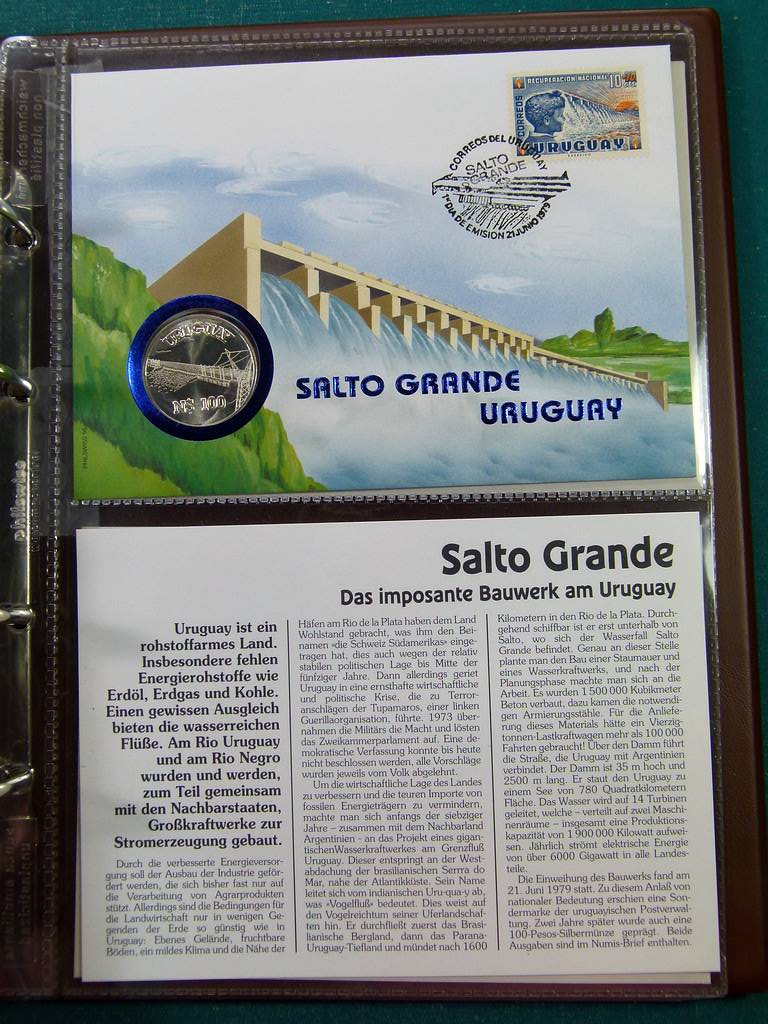 RECUPERACION NACIONAL 10
CORREOS
URUGUAY
CORREOS DEL URUGUAY
SALTO
GRANDE
1er DIA DE EMISION 21 JUNIO 1979
URUGUAY
N$ 100
SALTO GRANDE
URUGUAY
non plastifie
Philswiss
Salto Grande
Das imposante Bauwerk am Uruguay
Uruguay ist ein
rohstoffarmes Land.
Insbesondere fehlen
Energierohstoffe wie
Erdöl, Erdgas und Kohle.
Einen gewissen Ausgleich
bieten die wasserreichen
Flüße. Am Rio Uruguay
und am Rio Negro
wurden und werden,
zum Teil gemeinsam
mit den Nachbarstaaten,
Großkraftwerke zur
Stromerzeugung gebaut.
Durch die verbesserte Energieversor-
gung soll der Ausbau der Industrie geför-
dert werden, die sich bisher fast nur auf
die Verarbeitung von Agrarprodukten
stützt. Allerdings sind die Bedingungen für
die Landwirtschaft nur in wenigen Ge-
genden der Erde so günstig wie in
Uruguay: Ebenes Gelände, fruchtbare
Böden, ein mildes Klima und die Nähe der
Häfen am Rio de la Plata haben dem Land
Wohlstand gebracht, was ihm den Bei-
namen «die Schweiz Südamerikas» einge-
tragen hat, dies auch wegen der relativ
stabilen politischen Lage bis Mitte der
fünfziger Jahre. Dann allerdings geriet
Uruguay in eine ernsthafte wirtschaftliche
und politische Krise, die zu Terror-
anschlägen der Tupamaros, einer linken
Guerillaorganisation, führte. 1973 über-
nahmen die Militärs die Macht und lösten
das Zweikammerparlament auf. Eine de-
mokratische Verfassung konnte bis heute
nicht beschlossen werden, alle Vorschläge
wurden jeweils vom Volk abgelehnt.
Um die wirtschaftliche Lage des Landes
zu verbessern und die teuren Importe von
fossilen Energieträgern zu vermindern,
machte man sich anfangs der siebziger
Jahre – zusammen mit dem Nachbarland
Argentinien - an das Projekt eines gigan-
tischenWasserkraftwerkes am Grenzfluß
Uruguay. Dieser entspringt an der West-
abdachung der brasilianischen Serrra do
Mar, nahe der Atlantikküste. Sein Name
leitet sich vom indianischen Uru-qua-y ab,
was «Vogelfluß» bedeutet. Dies weist auf
den Vogelreichtum seiner Uferlandschaf-
ten hin. Er durchfließt zuerst das Brasi-
lianische Bergland, dann das Parana-
Uruguay-Tiefland und mündet nach 1600
Kilometern in den Rio de la Plata. Durch-
gehend schiffbar ist er erst unterhalb von
Salto, wo sich der Wasserfall Salto
Grande befindet. Genau an dieser Stelle
plante man den Bau einer Staumauer und
eines Wasserkraftwerks, und nach der
Planungsphase machte man sich an die
Arbeit. Es wurden 1 500 000 Kubikmeter
Beton verbaut, dazu kamen die notwendi-
gen Armierungsstähle. Für die Anliefe-
rung dieses Materials hätte ein Vierzig-
tonnen-Lastkraftwagen mehr als 100 000
Fahrten gebraucht! Über den Damm führt
die Straße, die Uruguay mit Argentinien
verbindet. Der Damm ist 35 m hoch und
2500 m lang. Er staut den Uruguay zu
einem See von 780 Quadratkilometern
Fläche. Das Wasser wird auf 14 Turbinen
geleitet, welche – verteilt auf zwei Maschi-
nenräume – insgesamt eine Produktions-
kapazität von 1 900 000 Kilowatt aufwei-
sen. Jährlich strömt elektrische Energie
von über 6000 Gigawatt in alle Landes-
teile.
Die Einweihung des Bauwerks fand am
21. Juni 1979 statt. Zu diesem Anlaß von
nationaler Bedeutung erschien eine Son-
dermarke der uruguayischen Postverwal-
tung. Zwei Jahre später wurde auch eine
100-Pesos-Silbermünze geprägt. Beide
Ausgaben sind im Numis-Brief enthalten.